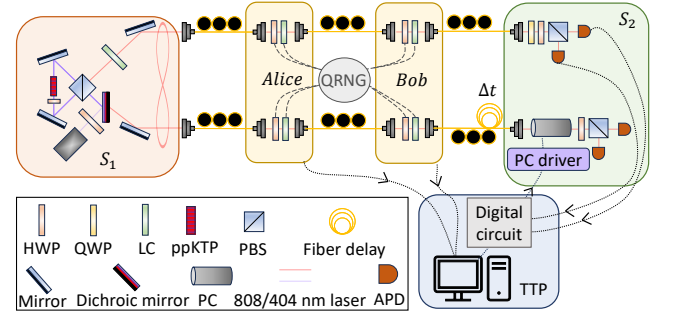 S₂
Alice
QRNG
Bob
Δt
S₁
PC driver
Digital
circuit
TTP
HWP
QWP
LC
ppKTP
PBS
Fiber delay
Mirror
Dichroic mirror
PC
808/404 nm laser
APD